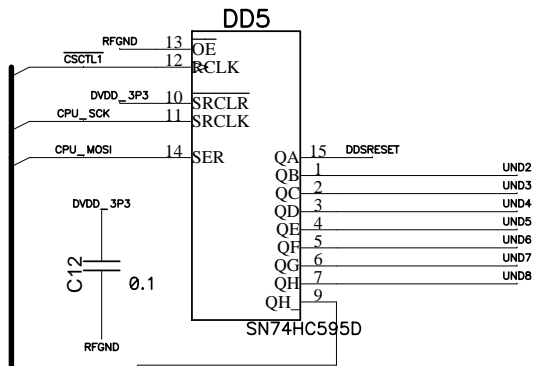 DD5
RFGND 13 OE
CSCTL1 12 RCLK
DVDD_3P3 10 SRCLR
CPU_SCK 11 SRCLK
CPU_MOSI 14 SER
QA 15 DDSRESET
QB 1 UND2
QC 2 UND3
QD 3 UND4
QE 4 UND5
QF 5 UND6
QG 6 UND7
QH 7 UND8
QH_ 9
SN74HC595D
DVDD_3P3
C12 0.1
RFGND